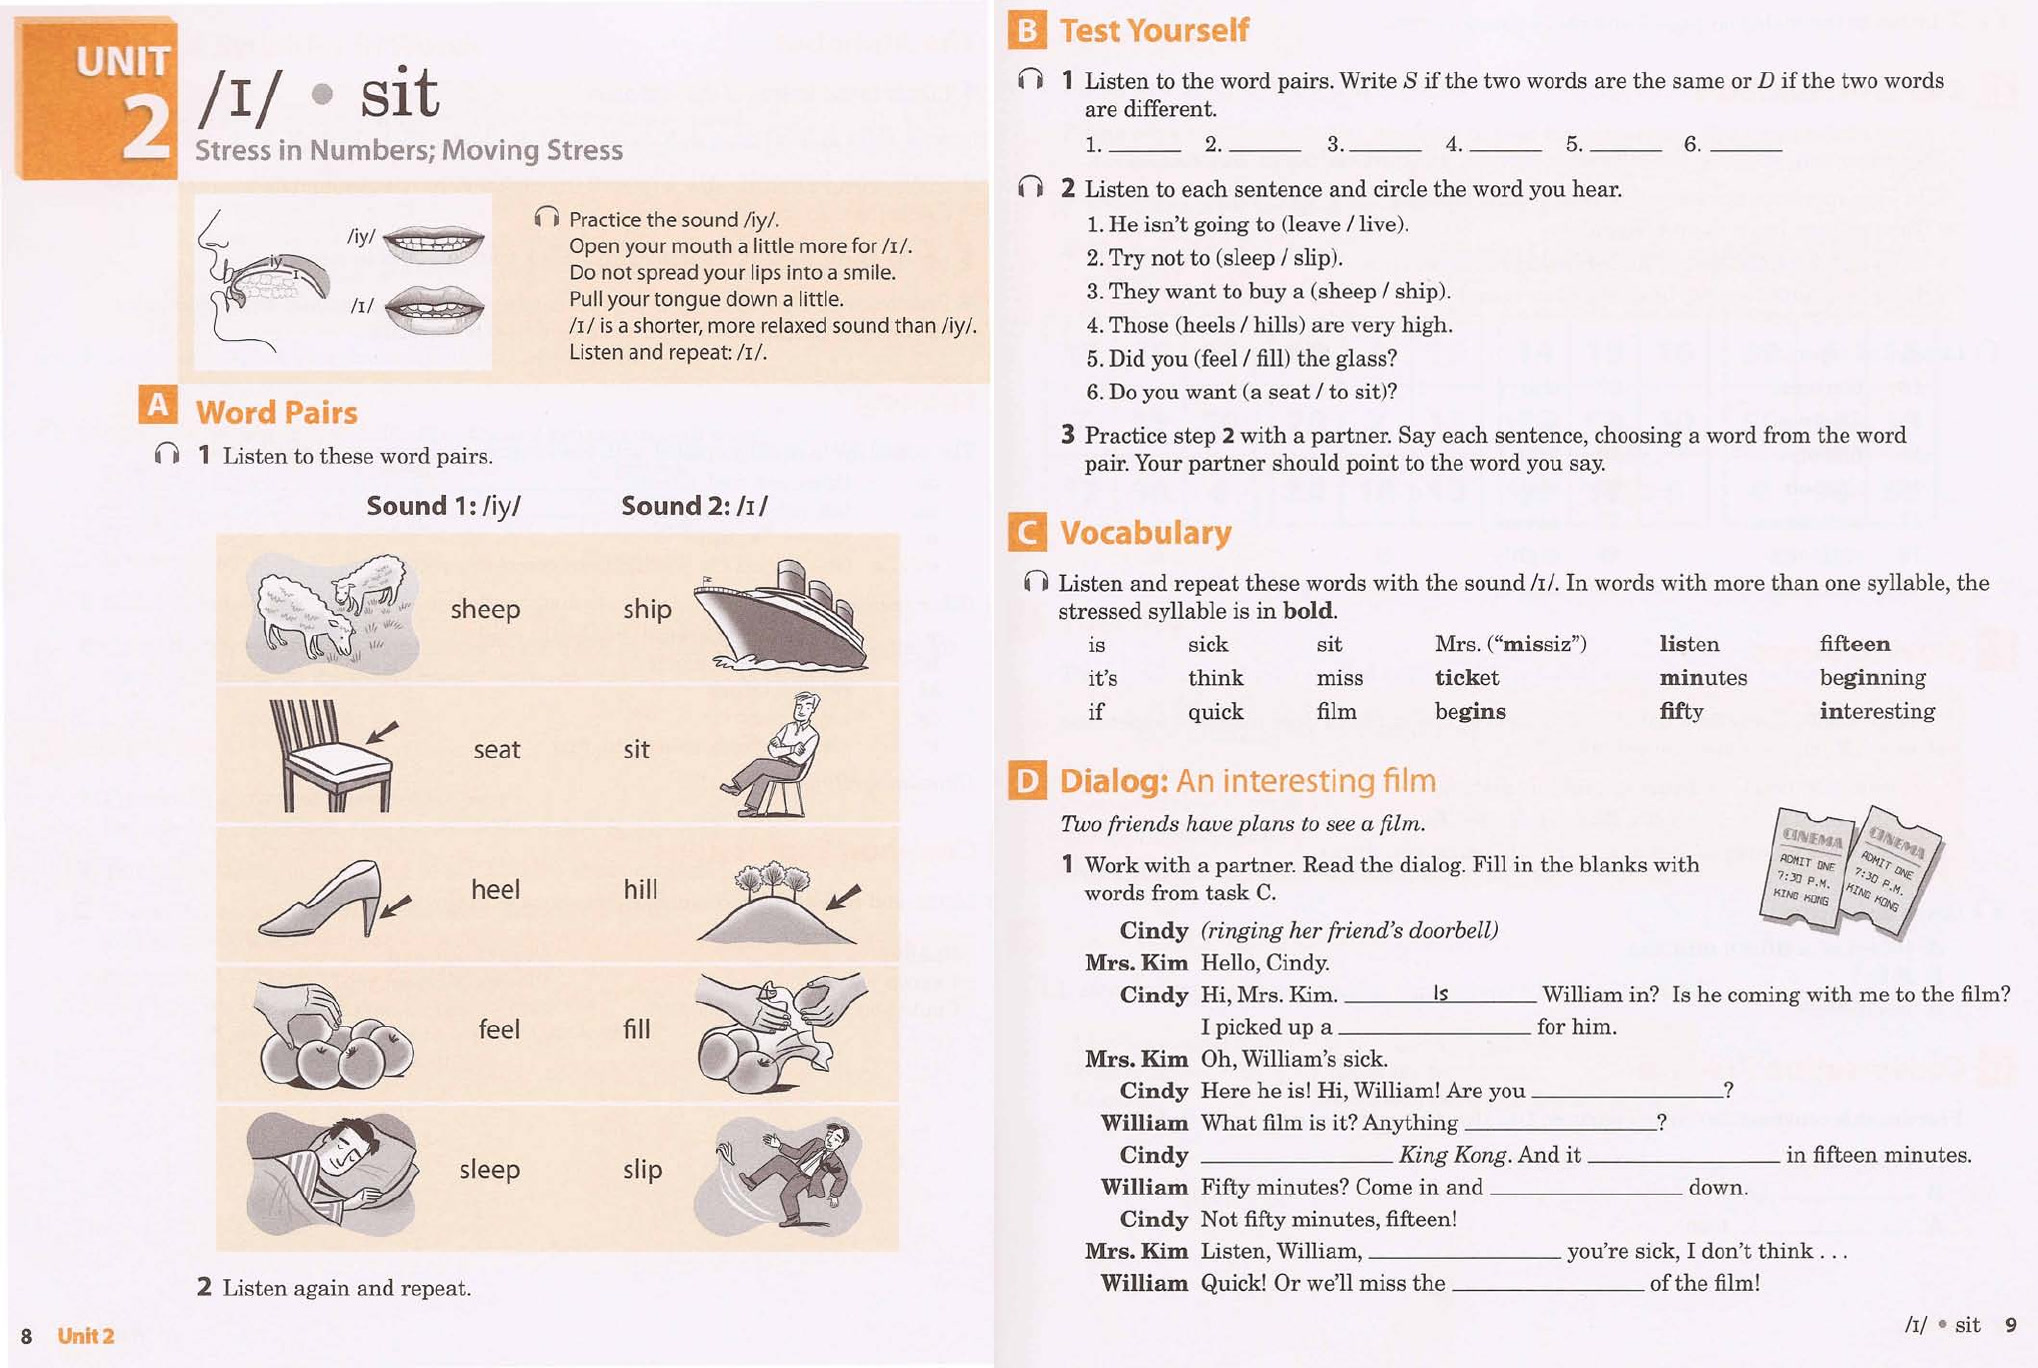 UNIT
2
/ɪ/ • sit
Stress in Numbers; Moving Stress
/iy/
iy
ɪ
/ɪ/
Practice the sound /iy/.
Open your mouth a little more for /ɪ/.
Do not spread your lips into a smile.
Pull your tongue down a little.
/ɪ/ is a shorter, more relaxed sound than /iy/.
Listen and repeat: /ɪ/.
A Word Pairs
1 Listen to these word pairs.
Sound 1: /iy/ Sound 2: /ɪ/
sheep ship
seat sit
heel hill
feel fill
sleep slip
2 Listen again and repeat.
8 Unit 2
B Test Yourself
1 Listen to the word pairs. Write S if the two words are the same or D if the two words
are different.
1. ______ 2. ______ 3. ______ 4. ______ 5. ______ 6. ______
2 Listen to each sentence and circle the word you hear.
1. He isn't going to (leave / live).
2. Try not to (sleep / slip).
3. They want to buy a (sheep / ship).
4. Those (heels / hills) are very high.
5. Did you (feel / fill) the glass?
6. Do you want (a seat / to sit)?
3 Practice step 2 with a partner. Say each sentence, choosing a word from the word
pair. Your partner should point to the word you say.
C Vocabulary
Listen and repeat these words with the sound /ɪ/. In words with more than one syllable, the
stressed syllable is in bold.
is sick sit Mrs. (“missiz”) listen fifteen
it's think miss ticket minutes beginning
if quick film begins fifty interesting
D Dialog: An interesting film
Two friends have plans to see a film.
1 Work with a partner. Read the dialog. Fill in the blanks with
words from task C.
CINEMA
ADMIT ONE
7:30 P.M.
KING KONG
CINEMA
ADMIT ONE
7:30 P.M.
KING KONG
Cindy (ringing her friend's doorbell)
Mrs. Kim Hello, Cindy.
Cindy Hi, Mrs. Kim. ______Is______ William in? Is he coming with me to the film?
I picked up a ____________ for him.
Mrs. Kim Oh, William's sick.
Cindy Here he is! Hi, William! Are you ____________?
William What film is it? Anything ____________?
Cindy ____________ King Kong. And it ____________ in fifteen minutes.
William Fifty minutes? Come in and ____________ down.
Cindy Not fifty minutes, fifteen!
Mrs. Kim Listen, William, ____________ you're sick, I don't think . . .
William Quick! Or we'll miss the ____________ of the film!
/ɪ/ • sit 9